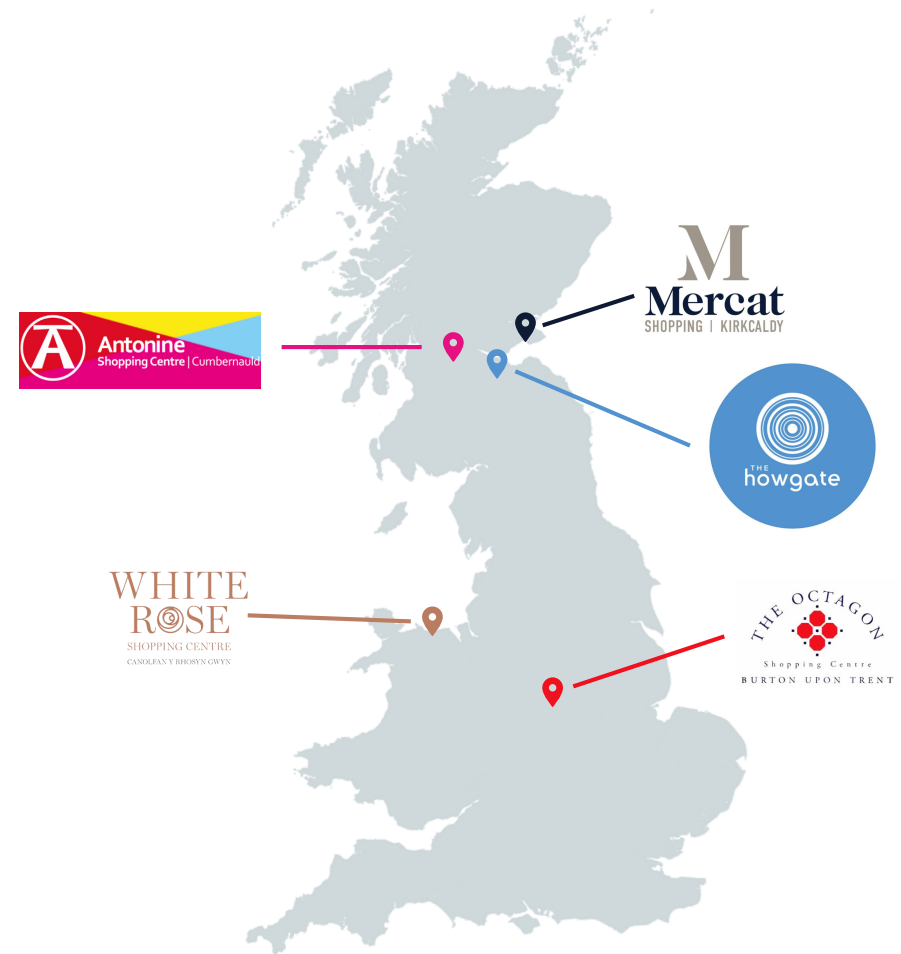 M
Mercat
SHOPPING | KIRKCALDY
A
Antonine
Shopping Centre | Cumbernauld
THE
howgate
WHITE
ROSE
SHOPPING CENTRE
CANOLFAN Y RHOSYN GWYN
THE OCTAGON
Shopping Centre
BURTON UPON TRENT